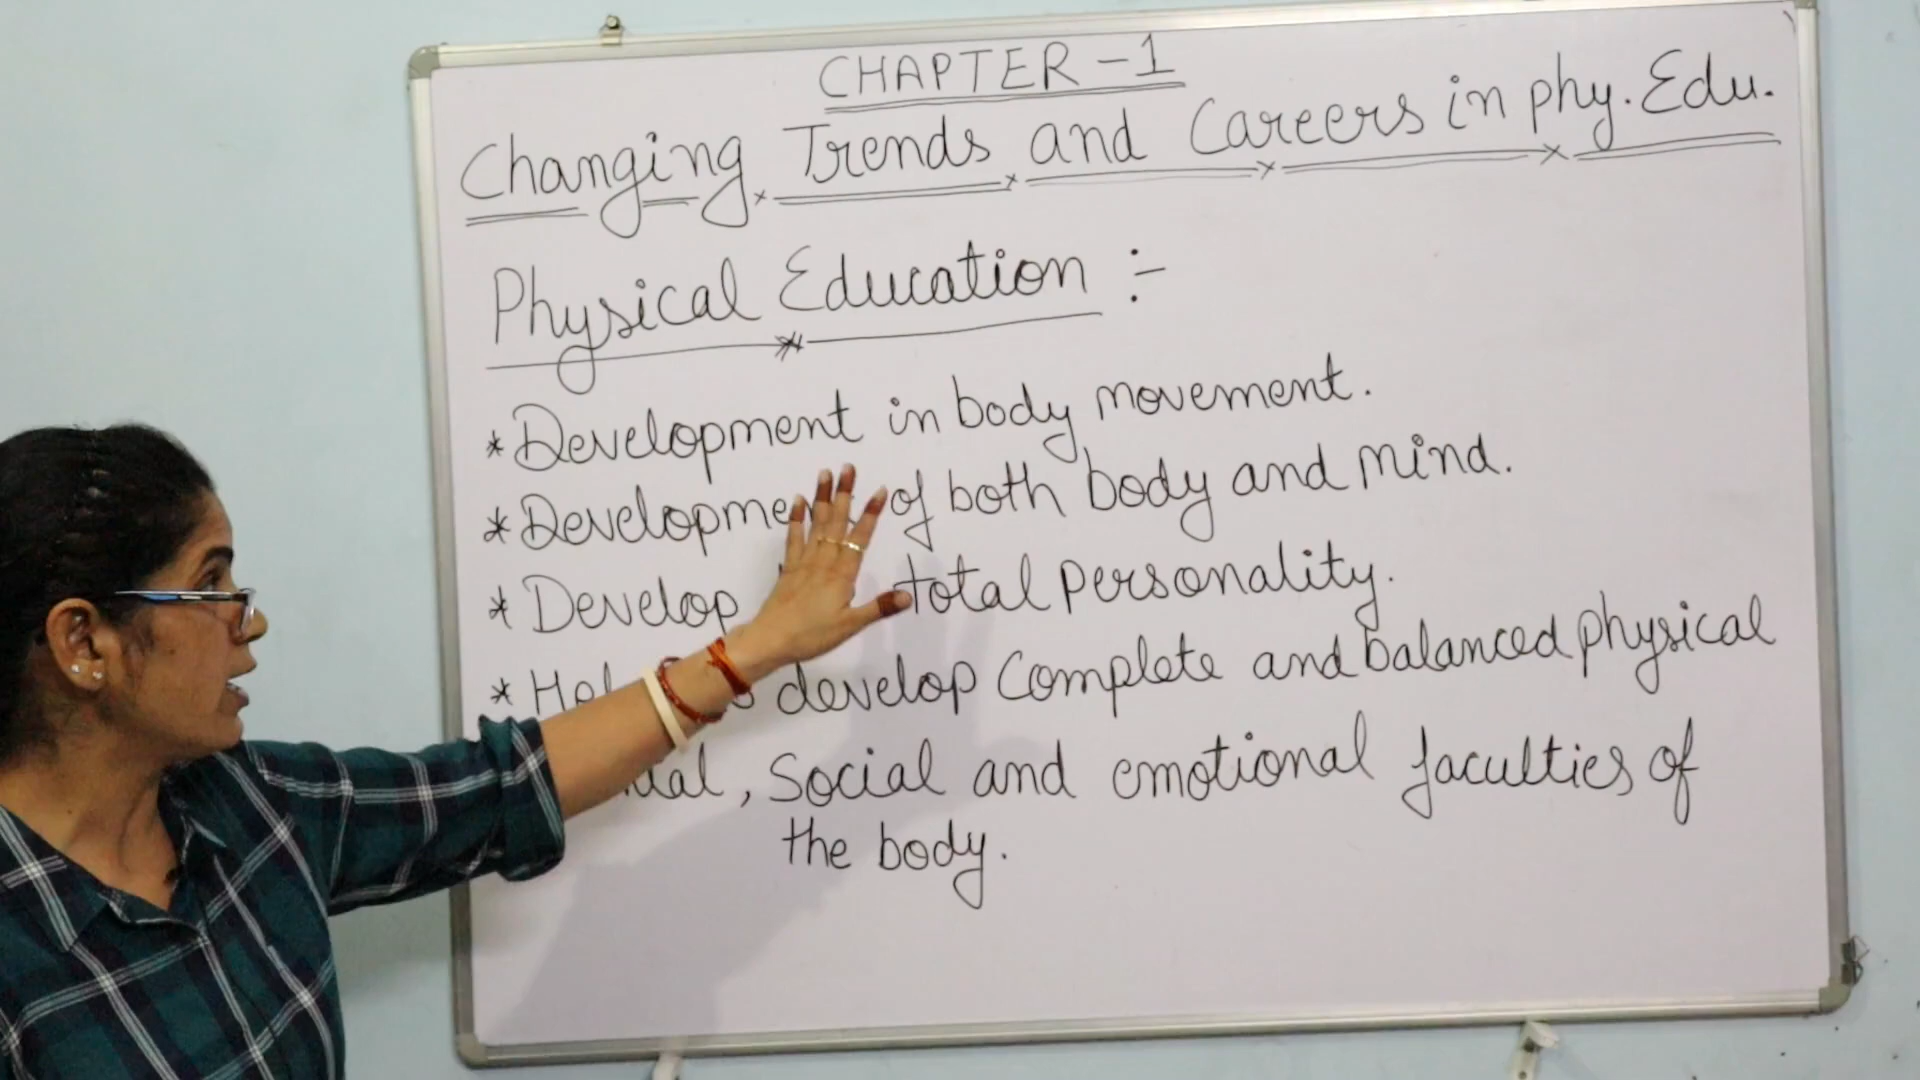 CHAPTER - 1
Changing Trends and Careers in phy. Edu.
Physical Education :-
* Development in body movement.
* Development of both body and mind.
* Develop total Personality.
* develop Complete and balanced physical
, Social and emotional faculties of
the body.